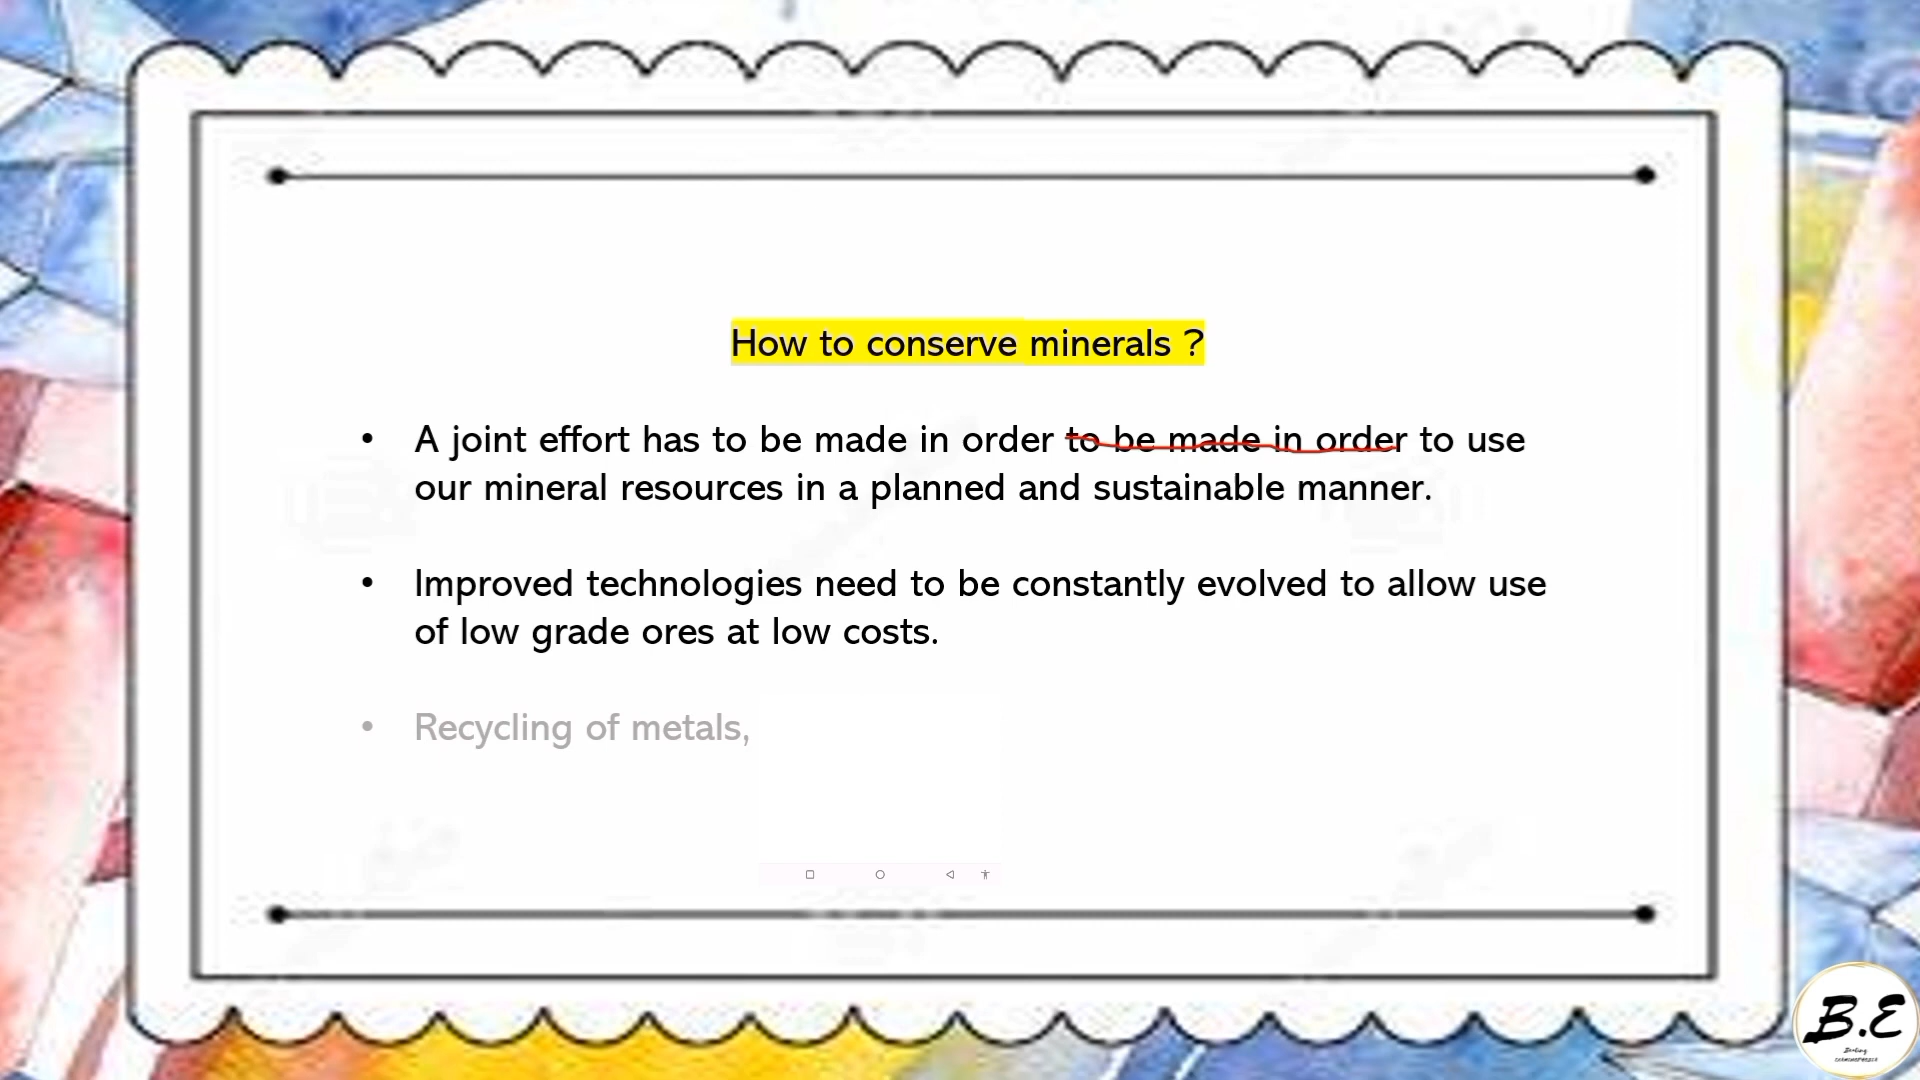 How to conserve minerals ?
• A joint effort has to be made in order to be made in order to use
our mineral resources in a planned and sustainable manner.
• Improved technologies need to be constantly evolved to allow use
of low grade ores at low costs.
• Recycling of metals,
B.E